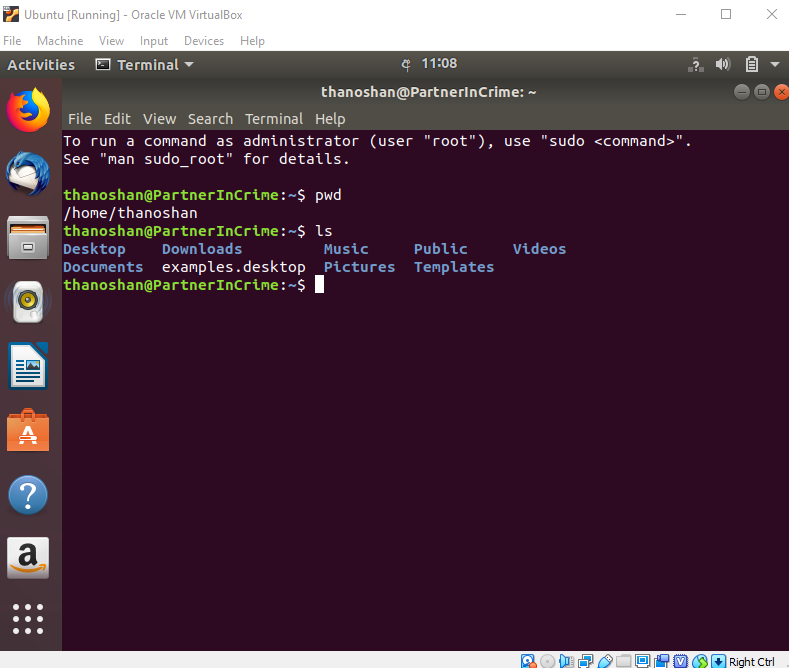 Ubuntu [Running] - Oracle VM VirtualBox
File Machine View Input Devices Help
Activities Terminal 11:08
thanoshan@PartnerInCrime: ~
File Edit View Search Terminal Help
To run a command as administrator (user "root"), use "sudo <command>".
See "man sudo_root" for details.
thanoshan@PartnerInCrime:~$ pwd
/home/thanoshan
thanoshan@PartnerInCrime:~$ ls
Desktop Downloads Music Public Videos
Documents examples.desktop Pictures Templates
thanoshan@PartnerInCrime:~$
Right Ctrl